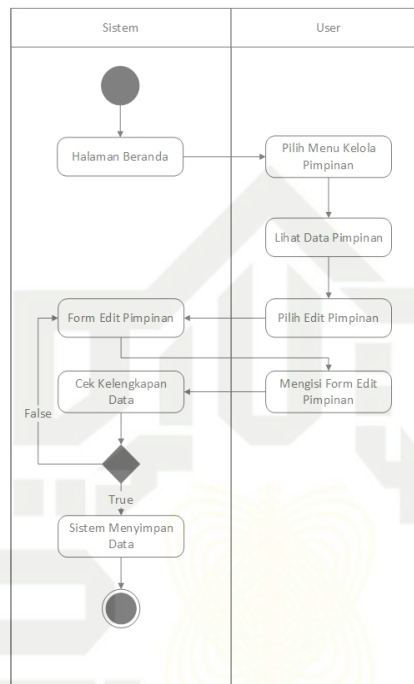 Sistem
User
Halaman Beranda
Pilih Menu Kelola
Pimpinan
Lihat Data Pimpinan
Form Edit Pimpinan
Pilih Edit Pimpinan
Cek Kelengkapan
Data
Mengisi Form Edit
Pimpinan
False
True
Sistem Menyimpan
Data